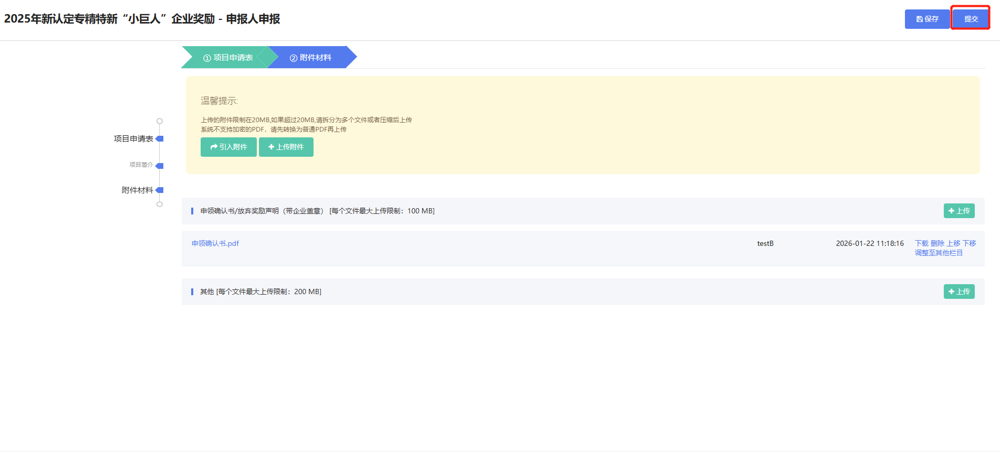 2025年新认定专精特新“小巨人”企业奖励 - 申报人申报
保存
提交
① 项目申请表
② 附件材料
温馨提示:
上传的附件限制在20MB,如果超过20MB,请拆分为多个文件或者压缩后上传
系统不支持加密的PDF，请先转换为普通PDF再上传
引入附件
上传附件
项目申请表
项目简介
附件材料
申领确认书/放弃奖励声明（带企业盖章） [每个文件最大上传限制：100 MB]
上传
申领确认书.pdf
testB
2026-01-22 11:18:16
下载 删除 上移 下移
调整至其他栏目
其他 [每个文件最大上传限制：200 MB]
上传